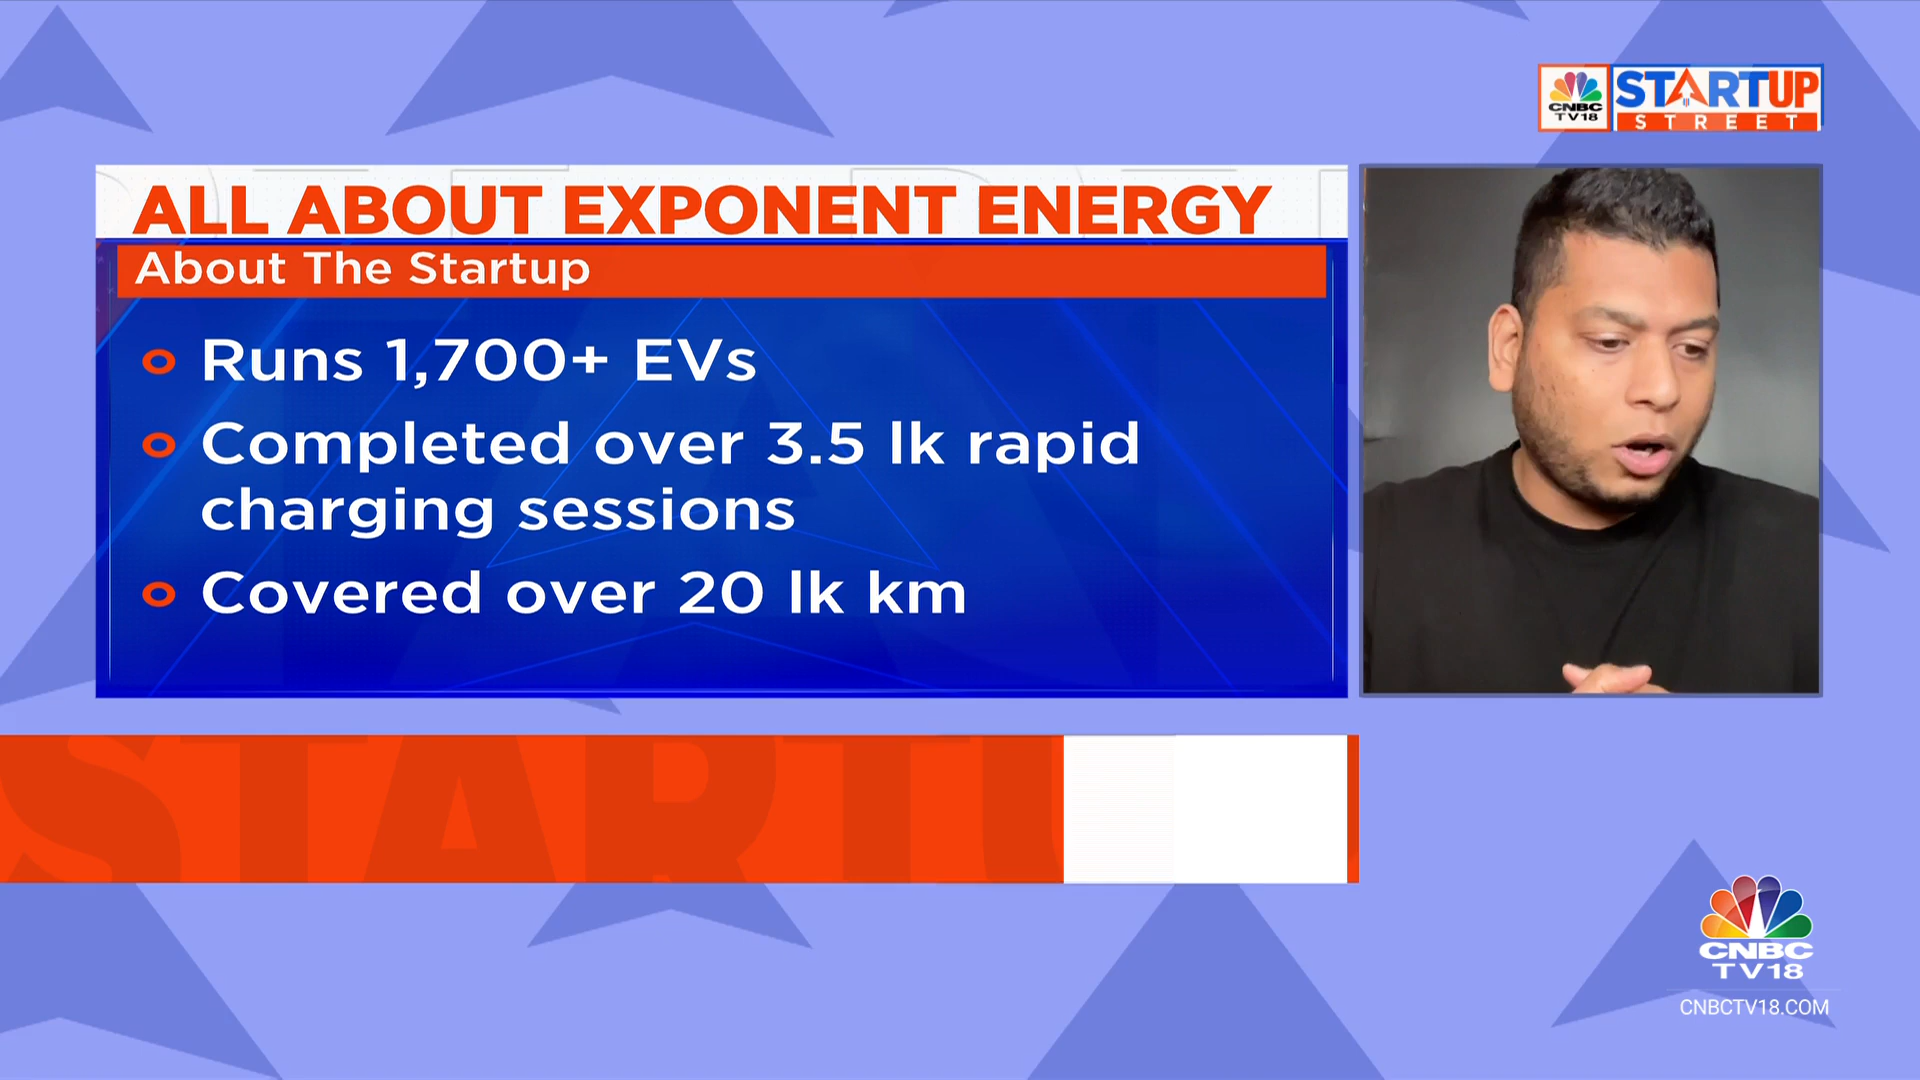 CNBC
TV18
STARTUP
STREET
ALL ABOUT EXPONENT ENERGY
About The Startup
Runs 1,700+ EVs
Completed over 3.5 lk rapid
charging sessions
Covered over 20 lk km
START
CNBC
TV18
CNBCTV18.COM